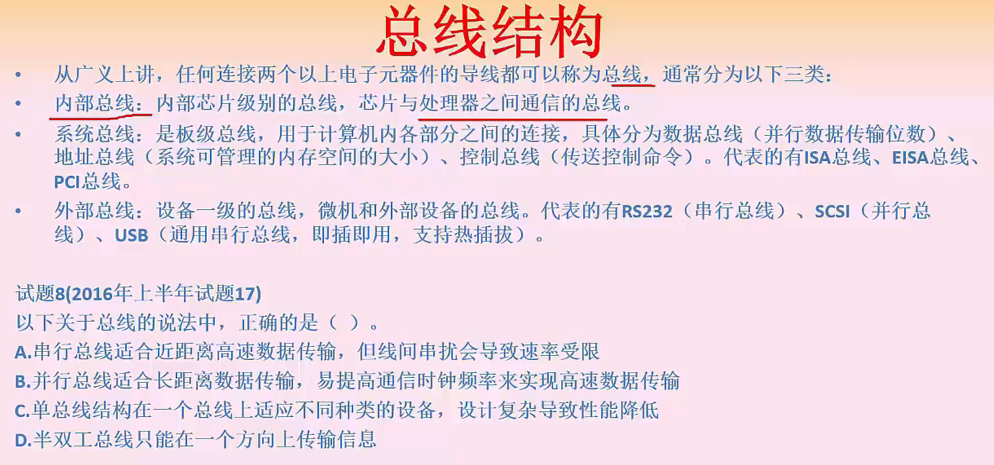 总线结构
• 从广义上讲，任何连接两个以上电子元器件的导线都可以称为总线，通常分为以下三类：
• 内部总线：内部芯片级别的总线，芯片与处理器之间通信的总线。
• 系统总线：是板级总线，用于计算机内各部分之间的连接，具体分为数据总线（并行数据传输位数）、
地址总线（系统可管理的内存空间的大小）、控制总线（传送控制命令）。代表的有ISA总线、EISA总线、
PCI总线。
• 外部总线：设备一级的总线，微机和外部设备的总线。代表的有RS232（串行总线）、SCSI（并行总
线）、USB（通用串行总线，即插即用，支持热插拔）。
试题8(2016年上半年试题17)
以下关于总线的说法中，正确的是（ ）。
A.串行总线适合近距离高速数据传输，但线间串扰会导致速率受限
B.并行总线适合长距离数据传输，易提高通信时钟频率来实现高速数据传输
C.单总线结构在一个总线上适应不同种类的设备，设计复杂导致性能降低
D.半双工总线只能在一个方向上传输信息